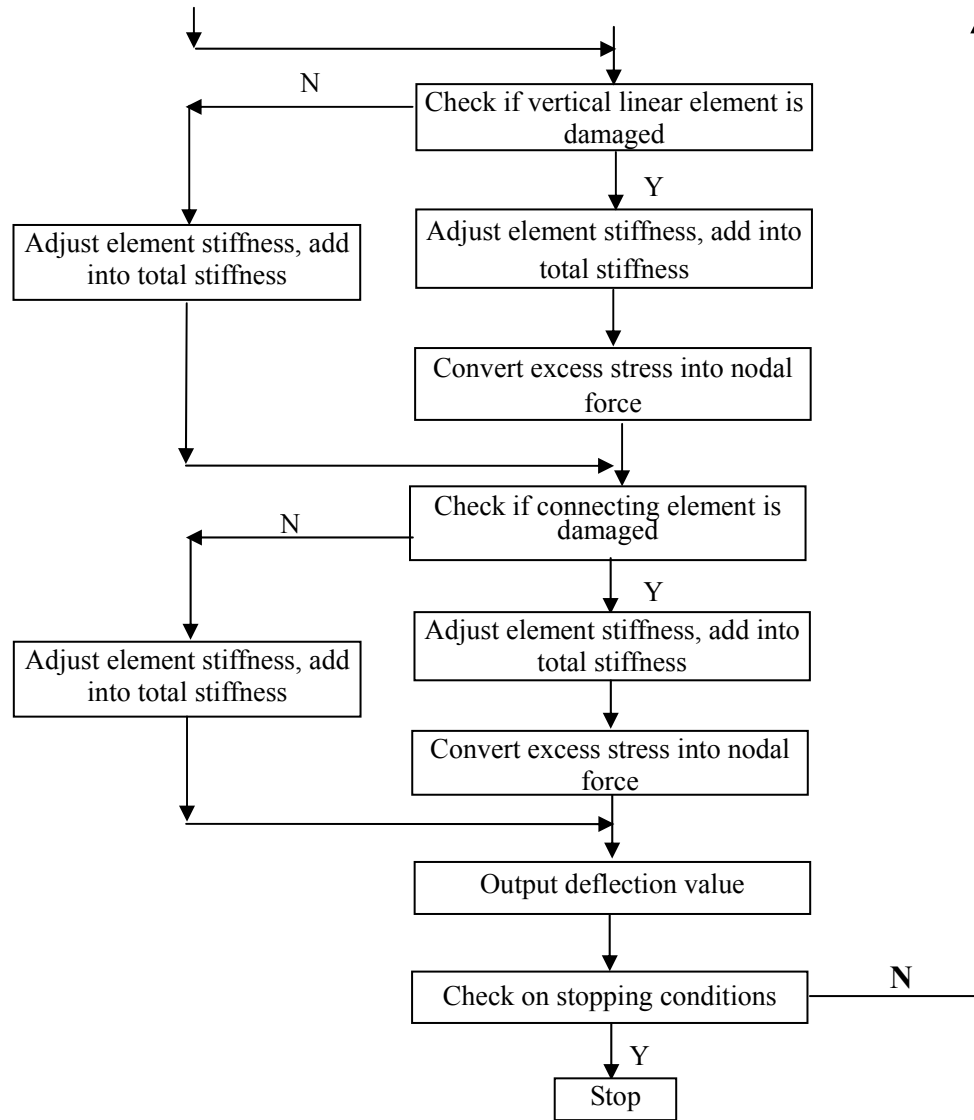 N
Check if vertical linear element is
damaged
Y
Adjust element stiffness, add
into total stiffness
Adjust element stiffness, add into
total stiffness
Convert excess stress into nodal
force
Check if connecting element is
damaged
N
Y
Adjust element stiffness, add
into total stiffness
Adjust element stiffness, add into
total stiffness
Convert excess stress into nodal
force
Output deflection value
Check on stopping conditions
N
Y
Stop